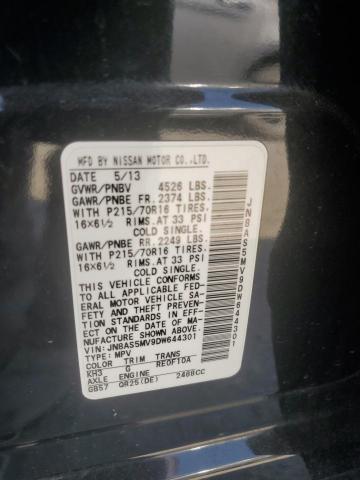 MFD BY NISSAN MOTOR CO.,LTD.
DATE 5/13
GVWR/PNBV 4526 LBS.
GAWR/PNBE FR. 2374 LBS.
WITH P215/70R16 TIRES.
16×6½ RIMS.AT 33 PSI
COLD SINGLE.
GAWR/PNBE RR. 2249 LBS.
WITH P215/70R16 TIRES.
16×6½ RIMS.AT 33 PSI
COLD SINGLE.
THIS VEHICLE CONFORMS
TO ALL APPLICABLE FED-
ERAL MOTOR VEHICLE SA-
FETY AND THEFT PREVEN-
TION STANDARDS IN EFF-
ECT ON THE DATE OF MA-
NUFACTURE SHOWN ABOVE.
VIN: JN8AS5MV9DW644301
TYPE: MPV
COLOR TRIM TRANS
KH3 G RE0F10A
AXLE ENGINE
GB57 QR25(DE) 2488CC
JN8AS5MV9DW644301